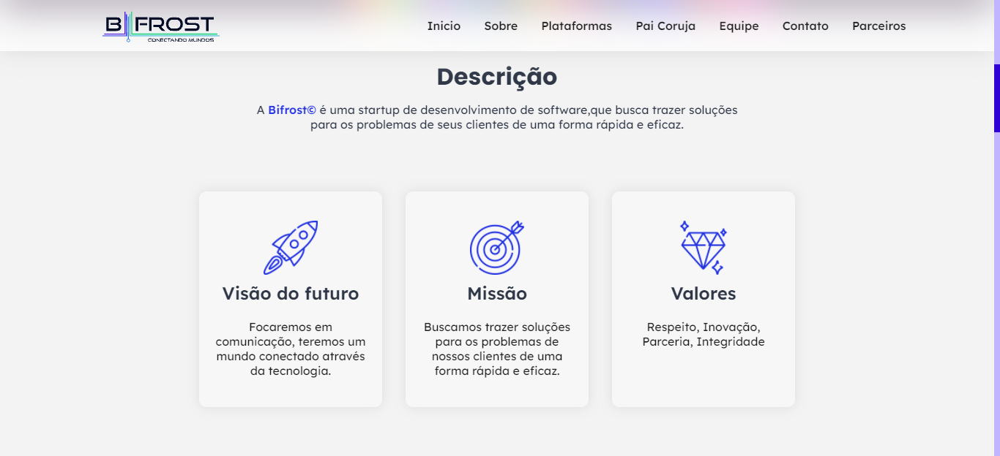 BIFROST
CONECTANDO MUNDOS
Inicio Sobre Plataformas Pai Coruja Equipe Contato Parceiros
Descrição
A Bifrost© é uma startup de desenvolvimento de software,que busca trazer soluções
para os problemas de seus clientes de uma forma rápida e eficaz.
Visão do futuro
Focaremos em
comunicação, teremos um
mundo conectado através
da tecnologia.
Missão
Buscamos trazer soluções
para os problemas de
nossos clientes de uma
forma rápida e eficaz.
Valores
Respeito, Inovação,
Parceria, Integridade